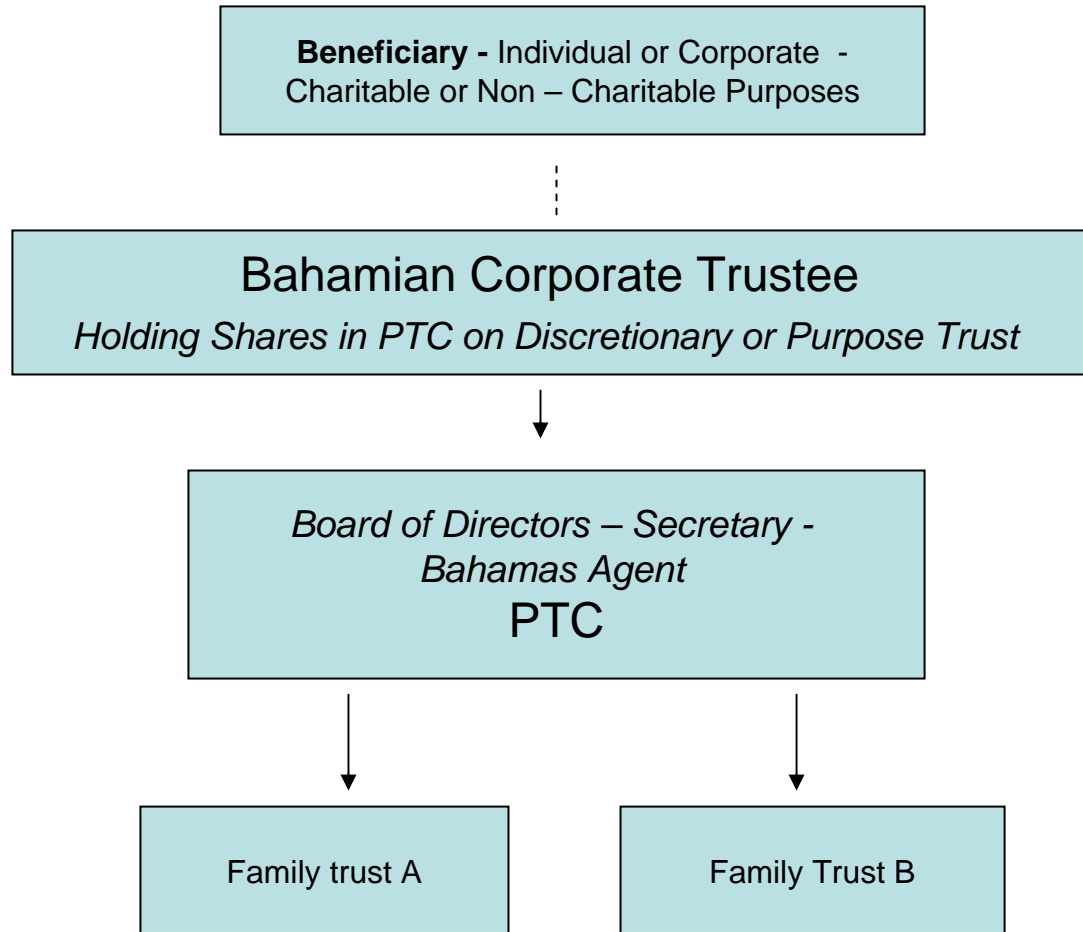 Beneficiary - Individual or Corporate -
Charitable or Non – Charitable Purposes
Bahamian Corporate Trustee
Holding Shares in PTC on Discretionary or Purpose Trust
Board of Directors – Secretary -
Bahamas Agent
PTC
Family trust A
Family Trust B